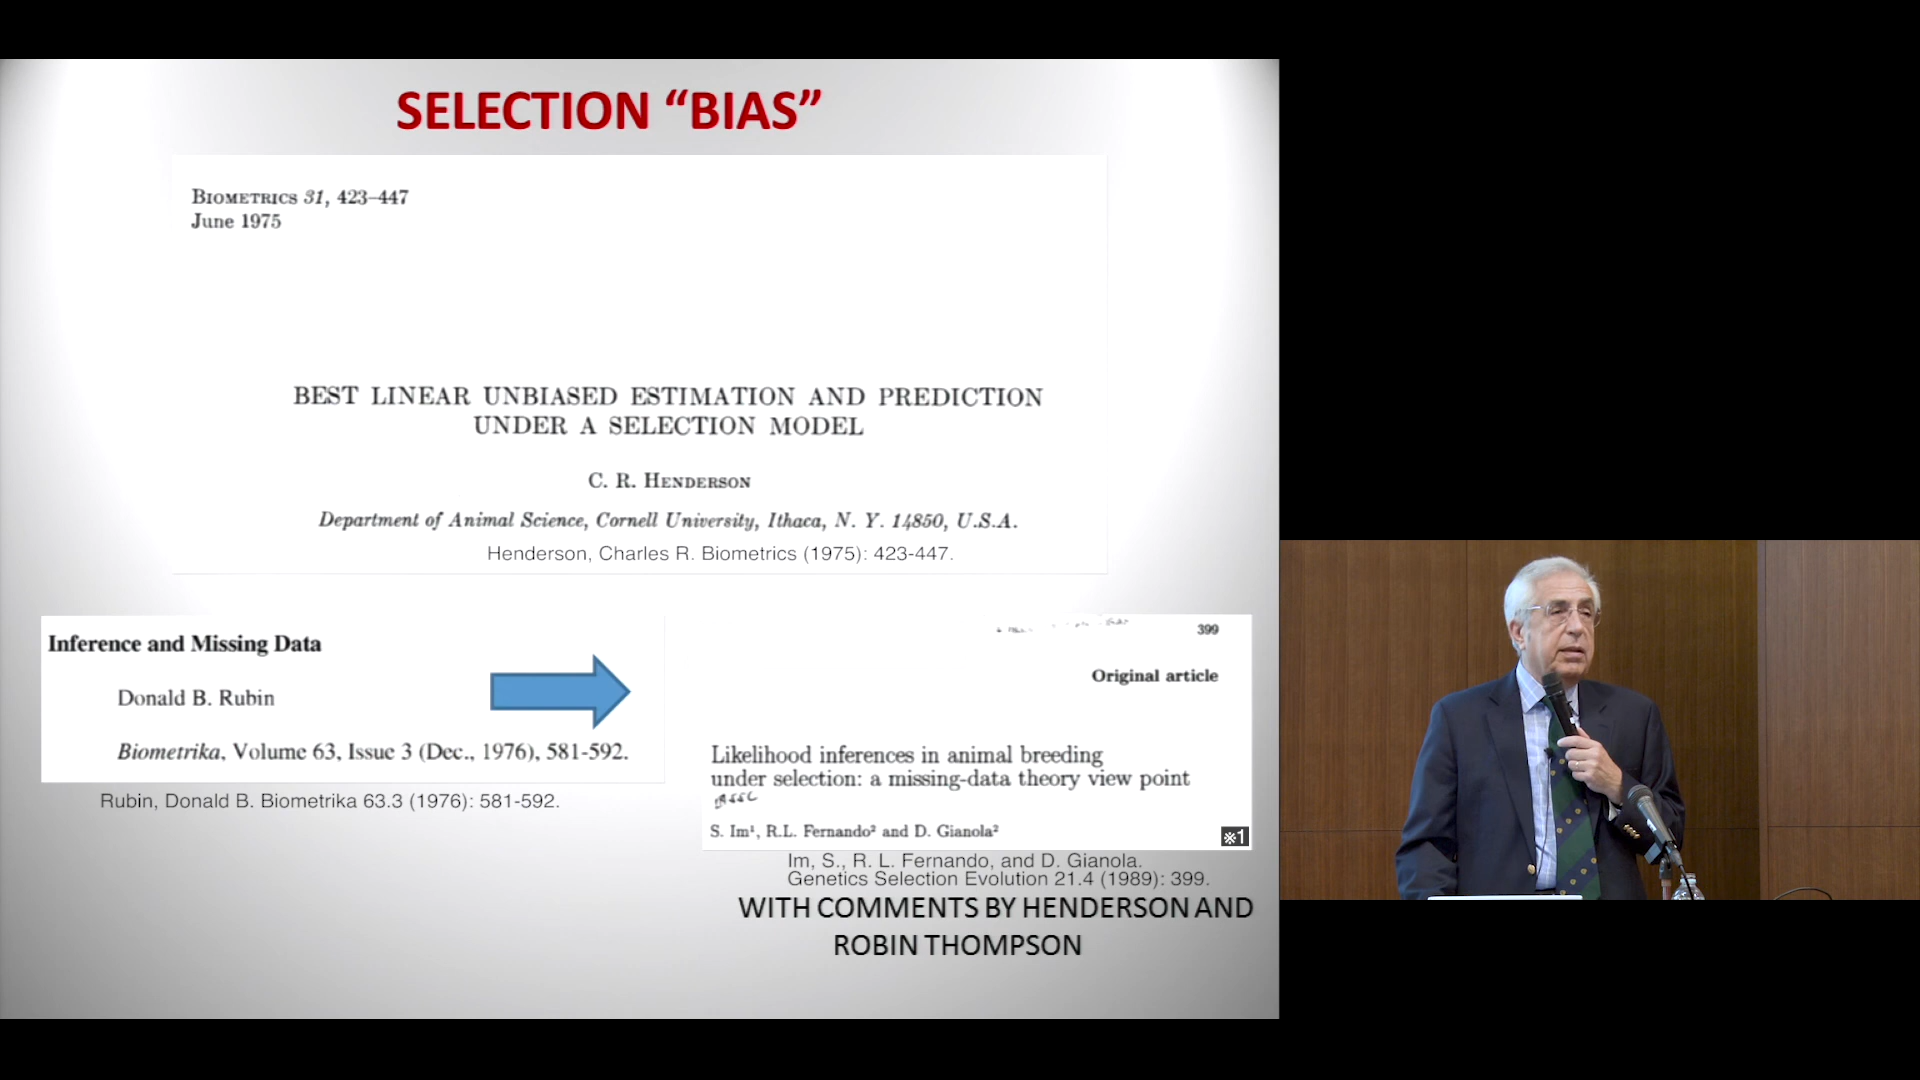 SELECTION “BIAS”
BIOMETRICS 31, 423–447
June 1975
BEST LINEAR UNBIASED ESTIMATION AND PREDICTION
UNDER A SELECTION MODEL
C. R. HENDERSON
Department of Animal Science, Cornell University, Ithaca, N. Y. 14850, U.S.A.
Henderson, Charles R. Biometrics (1975): 423-447.
Inference and Missing Data
Donald B. Rubin
Biometrika, Volume 63, Issue 3 (Dec., 1976), 581-592.
Rubin, Donald B. Biometrika 63.3 (1976): 581-592.
399
Original article
Likelihood inferences in animal breeding
under selection: a missing-data theory view point
S. Im¹, R.L. Fernando² and D. Gianola²
※1
Im, S., R. L. Fernando, and D. Gianola.
Genetics Selection Evolution 21.4 (1989): 399.
WITH COMMENTS BY HENDERSON AND
ROBIN THOMPSON